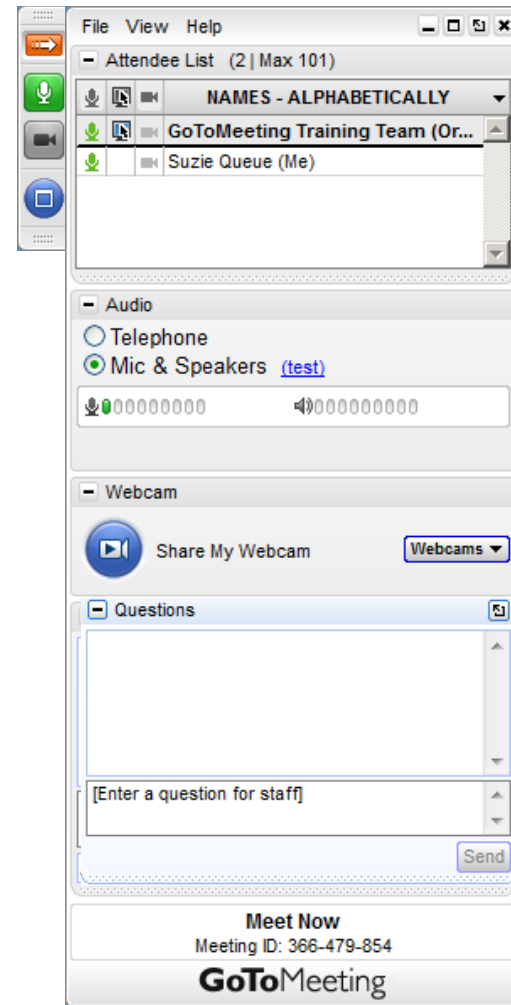 File View Help
Attendee List (2 | Max 101)
NAMES - ALPHABETICALLY
GoToMeeting Training Team (Or...
Suzie Queue (Me)
Audio
Telephone
Mic & Speakers (test)
Webcam
Share My Webcam
Webcams
Questions
[Enter a question for staff]
Send
Meet Now
Meeting ID: 366-479-854
GoToMeeting